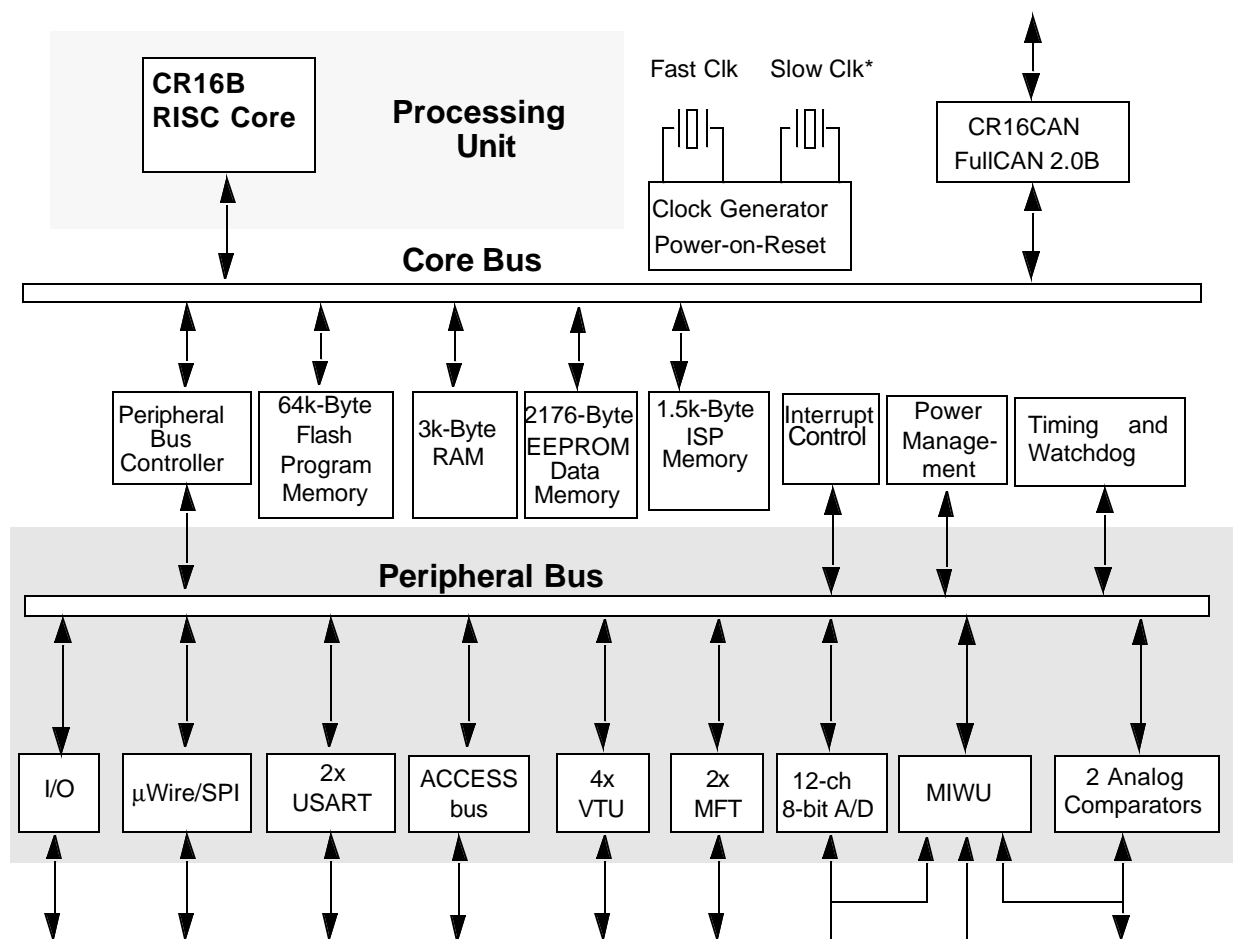 CR16B
RISC Core
Processing
Unit
Fast Clk
Slow Clk*
Clock Generator
Power-on-Reset
CR16CAN
FullCAN 2.0B
Core Bus
Peripheral
Bus
Controller
64k-Byte
Flash
Program
Memory
3k-Byte
RAM
2176-Byte
EEPROM
Data
Memory
1.5k-Byte
ISP
Memory
Interrupt
Control
Power
Manage-
ment
Timing and
Watchdog
Peripheral Bus
I/O
µWire/SPI
2x
USART
ACCESS
bus
4x
VTU
2x
MFT
12-ch
8-bit A/D
MIWU
2 Analog
Comparators